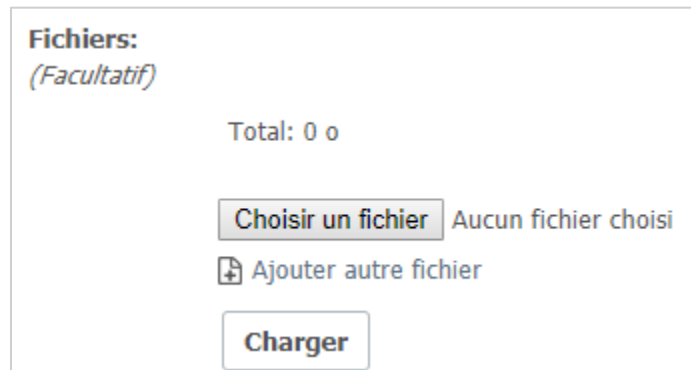 Fichiers:
(Facultatif)
Total: 0 o
Choisir un fichier Aucun fichier choisi
Ajouter autre fichier
Charger